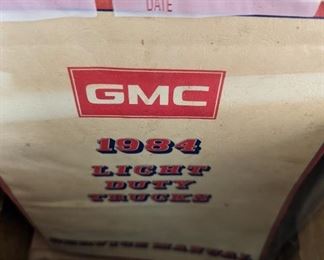 DATE
GMC
1984
LIGHT
DUTY
TRUCKS
SERVICE MANUAL